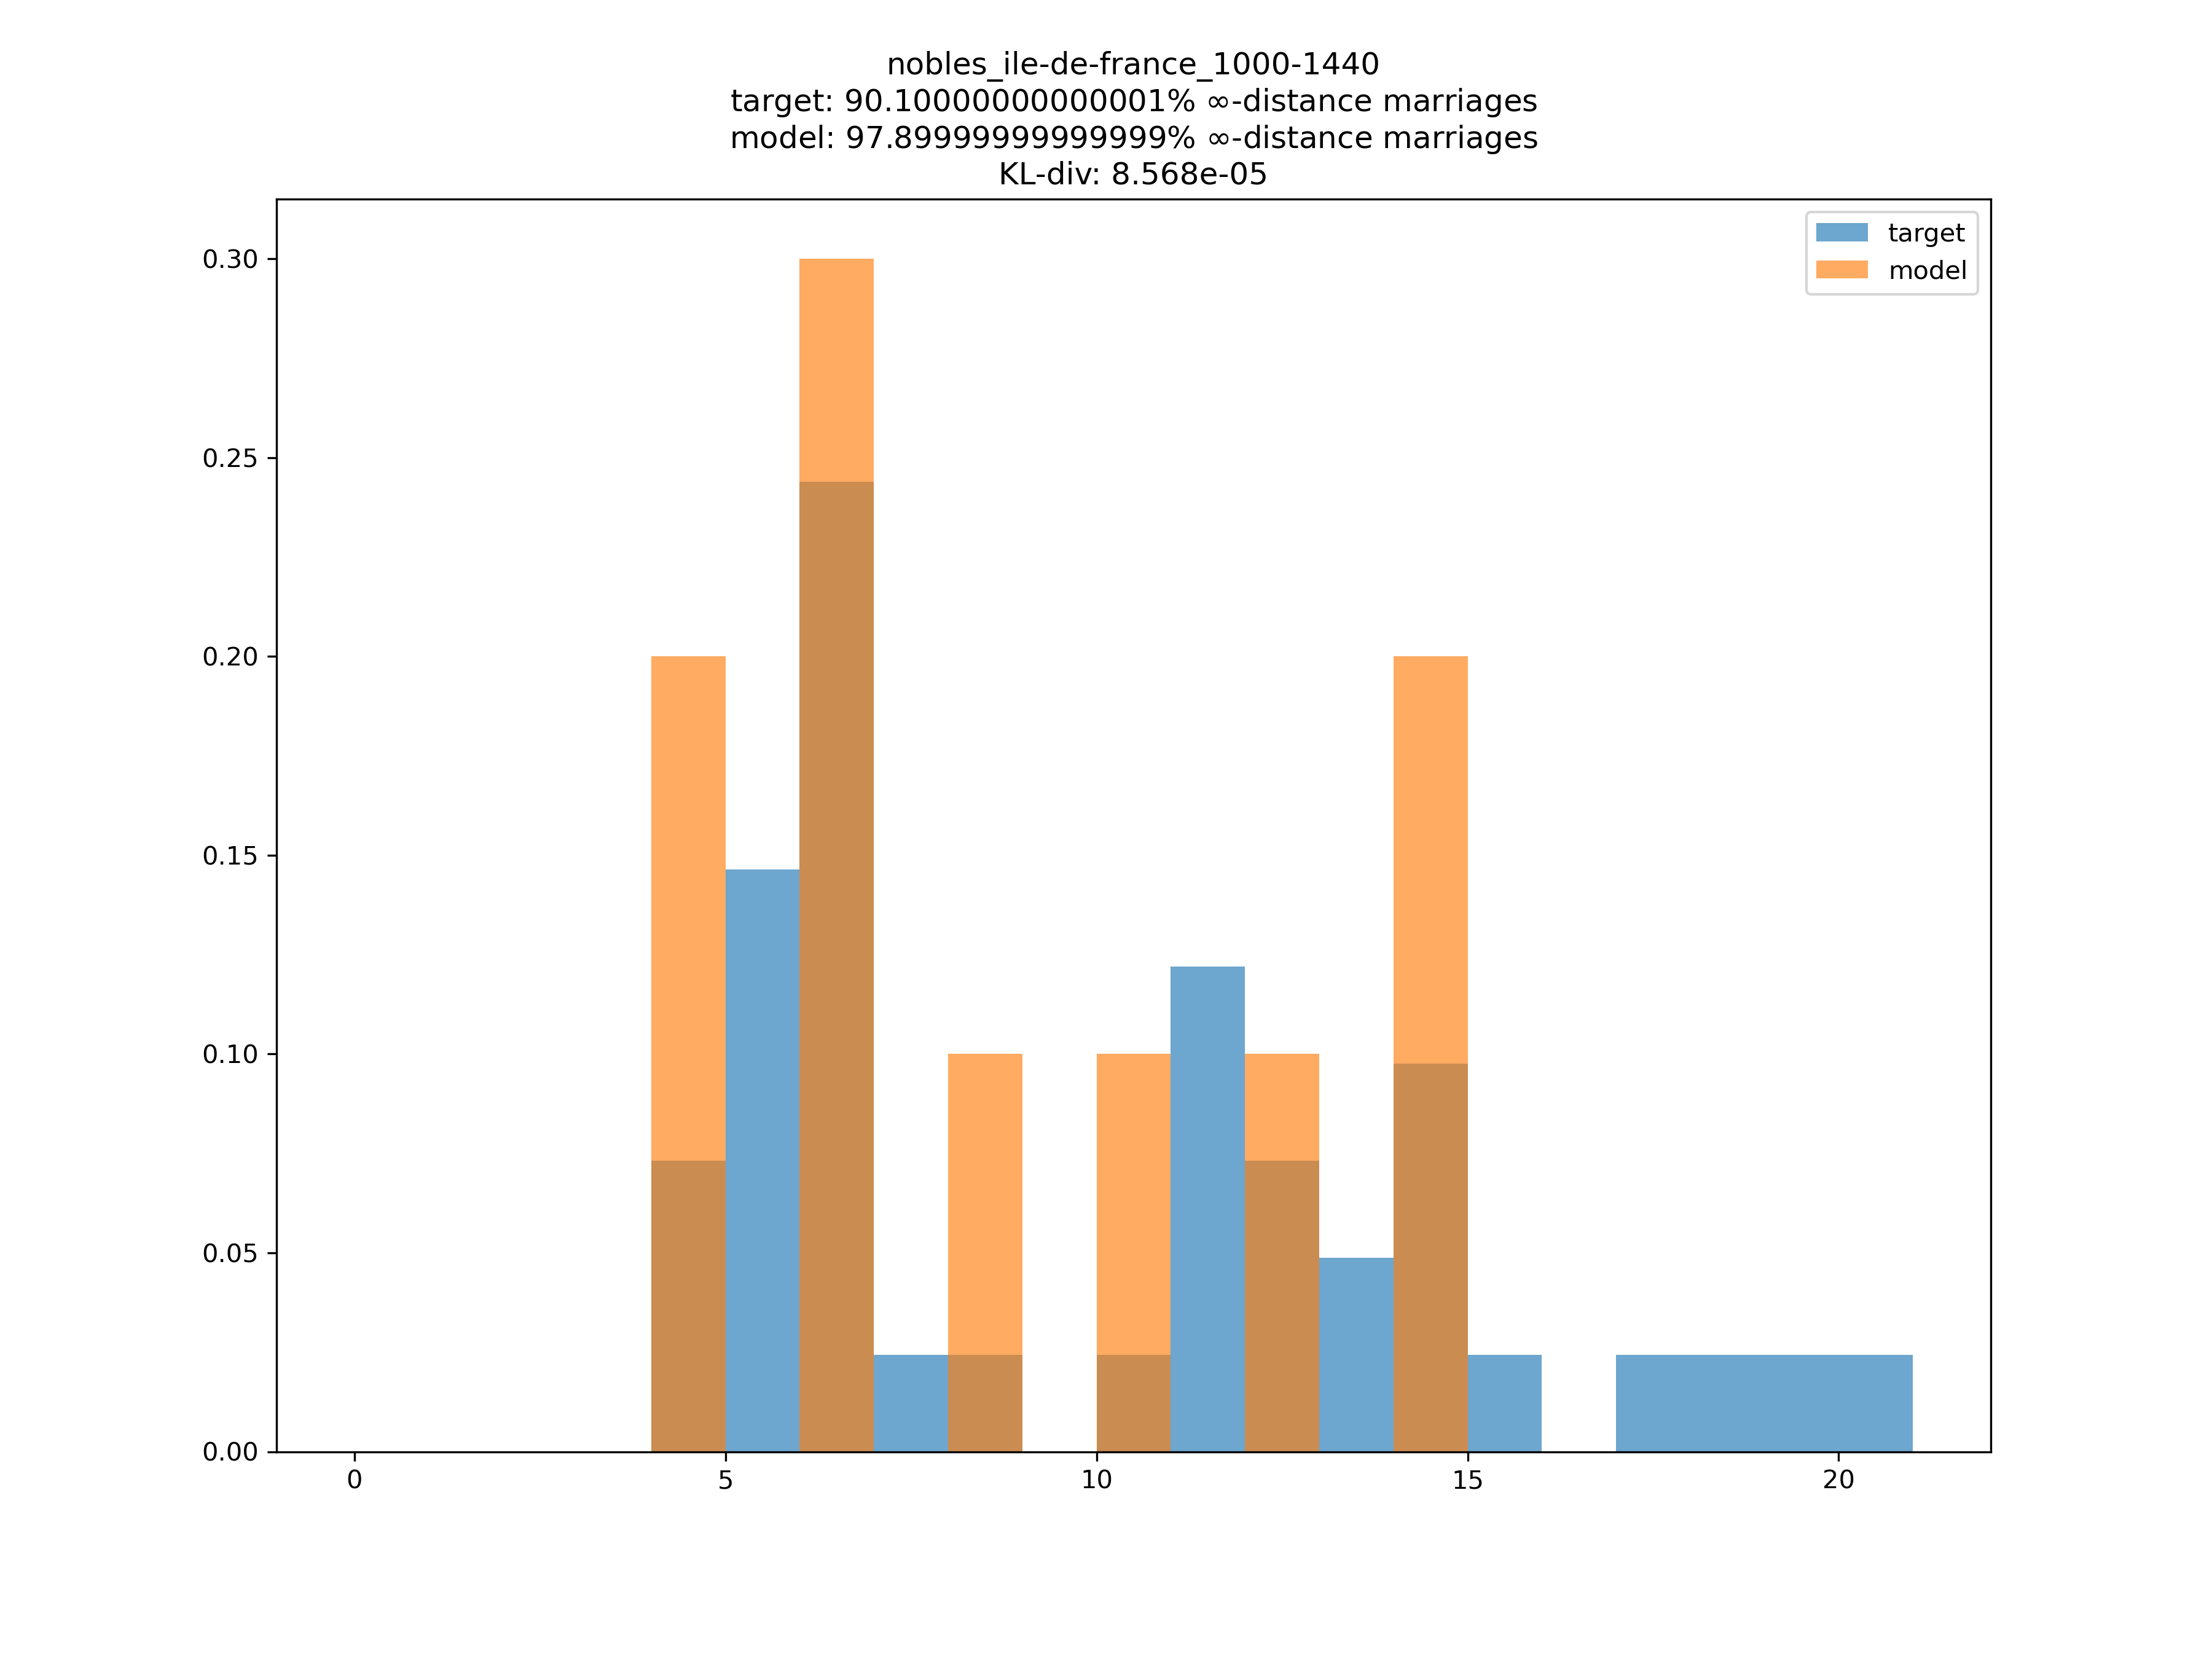 nobles_ile-de-france_1000-1440
target: 90.10000000000001% ∞-distance marriages
model: 97.89999999999999% ∞-distance marriages
KL-div: 8.568e-05
target
model
0.30
0.25
0.20
0.15
0.10
0.05
0.00
0 5 10 15 20